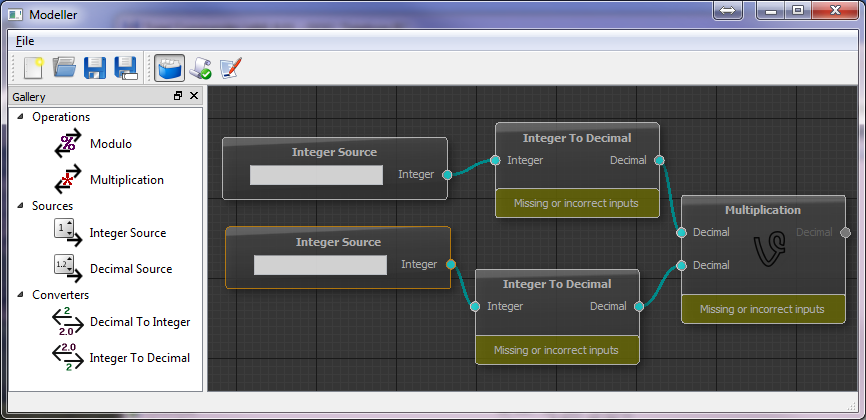 Modeller
File
Gallery
Operations
Modulo
Multiplication
Sources
1
Integer Source
1.2
Decimal Source
Converters
2
2.0
Decimal To Integer
2.0
2
Integer To Decimal
Integer Source
Integer
Integer Source
Integer
Integer To Decimal
Integer Decimal
Missing or incorrect inputs
Integer To Decimal
Integer Decimal
Missing or incorrect inputs
Multiplication
Decimal Decimal
Decimal
Missing or incorrect inputs